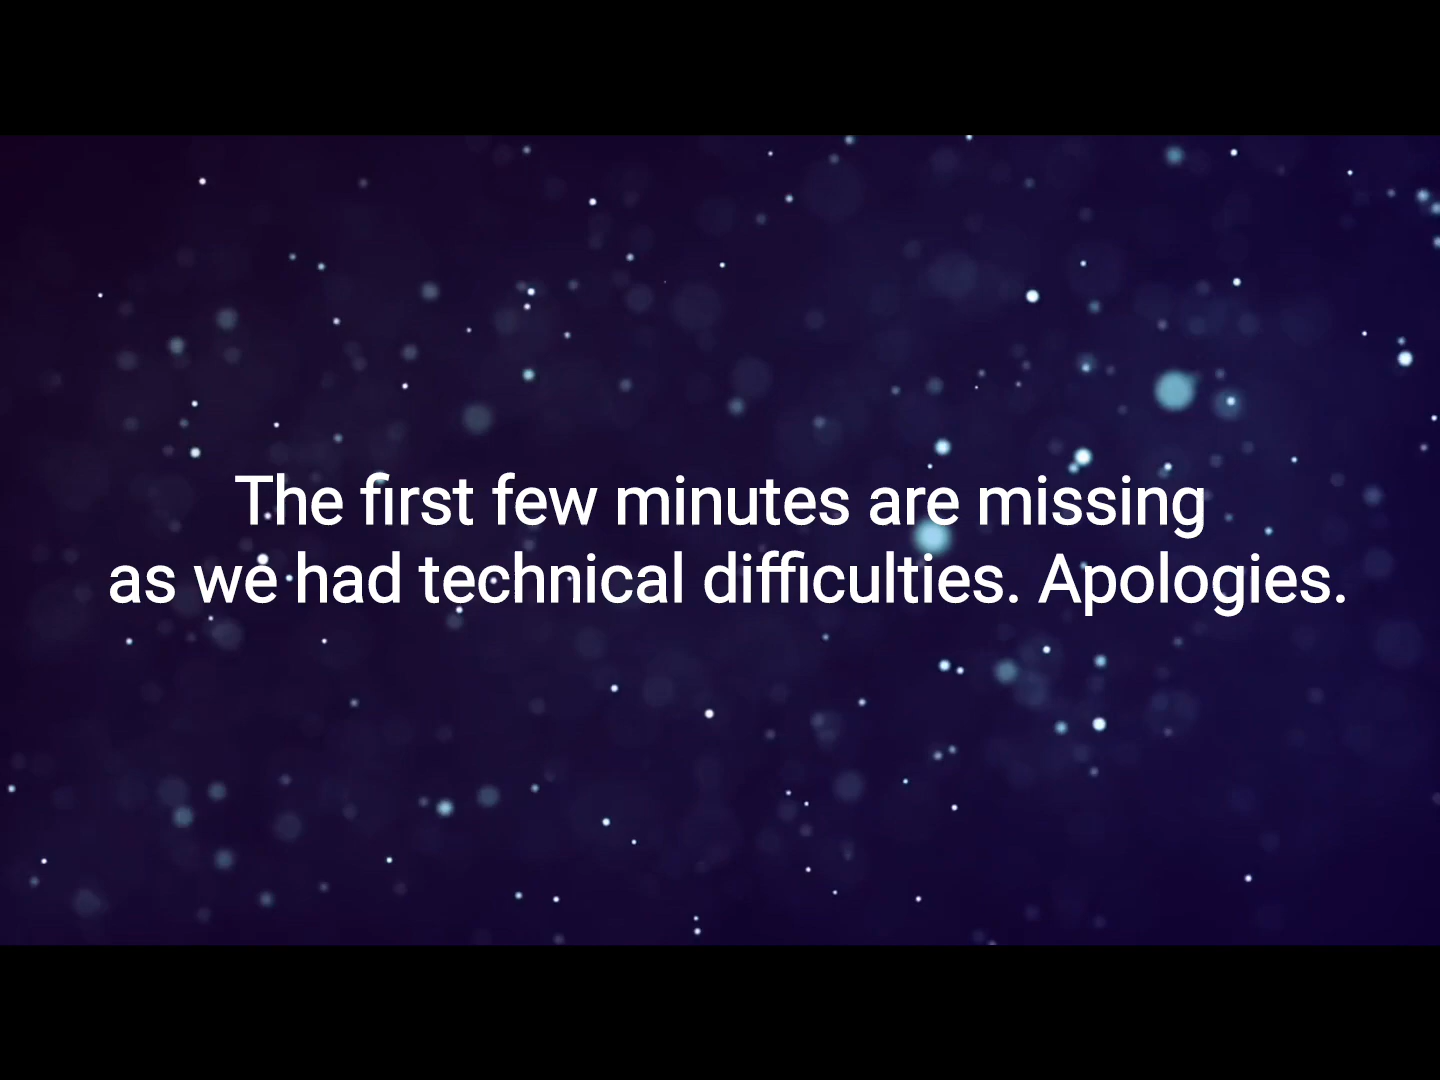 The first few minutes are missing
as we had technical difficulties. Apologies.